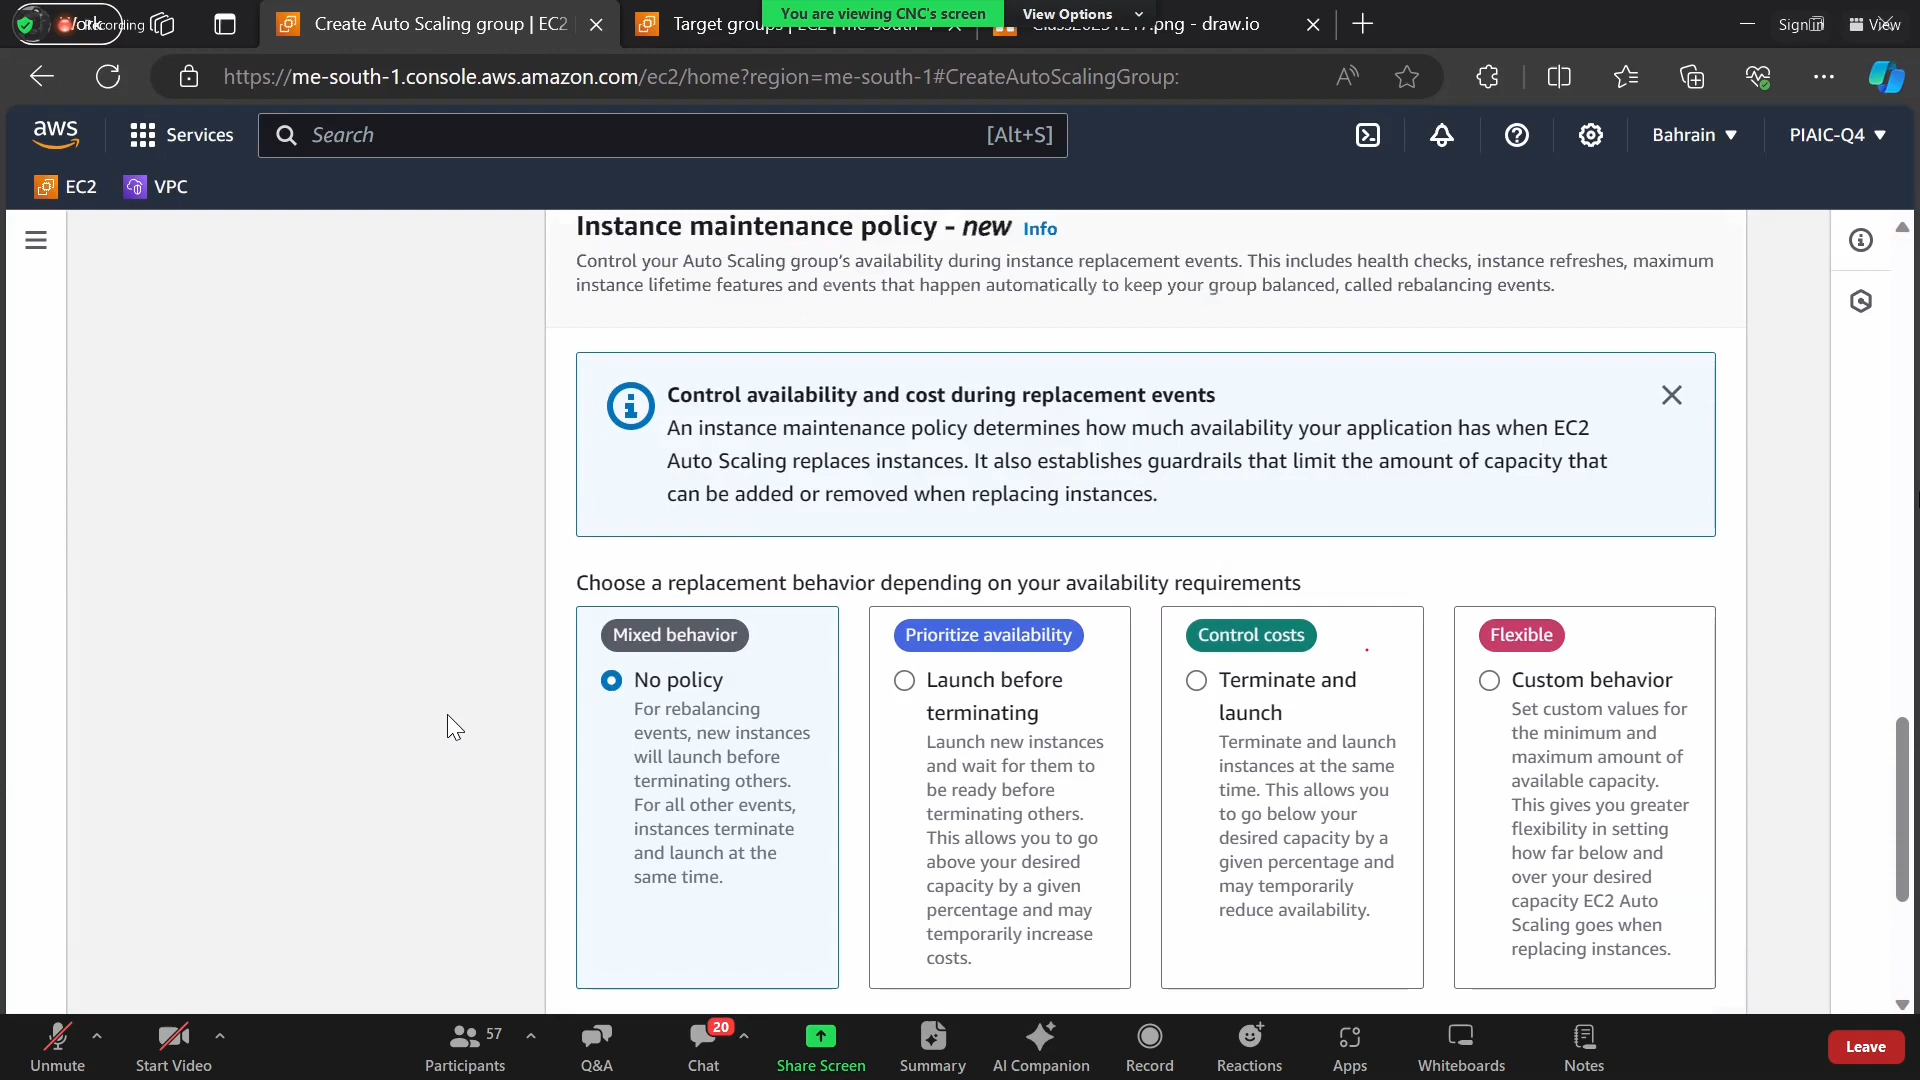 Work
Recording
Create Auto Scaling group | EC2
Target groups | EC2 | me-south-1
You are viewing CNC's screen
View Options
.png - draw.io
Sign in
View
https://me-south-1.console.aws.amazon.com/ec2/home?region=me-south-1#CreateAutoScalingGroup:
aws
Services
Search
[Alt+S]
Bahrain
PIAIC-Q4
EC2
VPC
Instance maintenance policy - new Info
Control your Auto Scaling group's availability during instance replacement events. This includes health checks, instance refreshes, maximum
instance lifetime features and events that happen automatically to keep your group balanced, called rebalancing events.
Control availability and cost during replacement events
An instance maintenance policy determines how much availability your application has when EC2
Auto Scaling replaces instances. It also establishes guardrails that limit the amount of capacity that
can be added or removed when replacing instances.
Choose a replacement behavior depending on your availability requirements
Mixed behavior
No policy
For rebalancing
events, new instances
will launch before
terminating others.
For all other events,
instances terminate
and launch at the
same time.
Prioritize availability
Launch before
terminating
Launch new instances
and wait for them to
be ready before
terminating others.
This allows you to go
above your desired
capacity by a given
percentage and may
temporarily increase
costs.
Control costs
Terminate and
launch
Terminate and launch
instances at the same
time. This allows you
to go below your
desired capacity by a
given percentage and
may temporarily
reduce availability.
Flexible
Custom behavior
Set custom values for
the minimum and
maximum amount of
available capacity.
This gives you greater
flexibility in setting
how far below and
over your desired
capacity EC2 Auto
Scaling goes when
replacing instances.
Unmute
Start Video
57
Participants
Q&A
20
Chat
Share Screen
Summary
AI Companion
Record
Reactions
Apps
Whiteboards
Notes
Leave